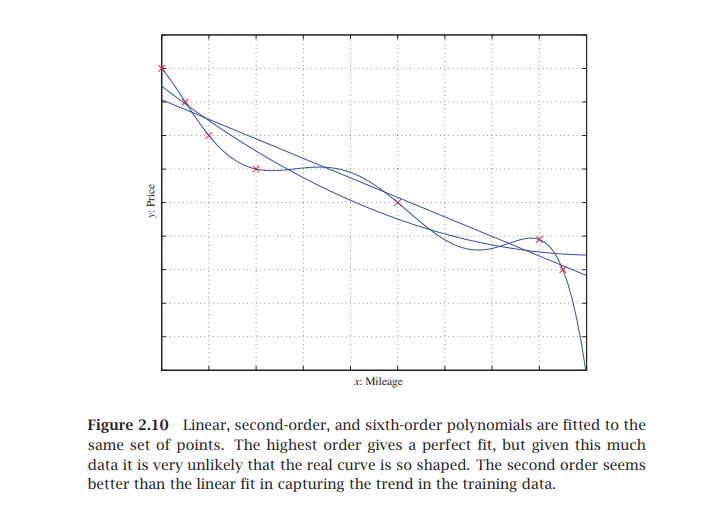 y: Price
x: Mileage
Figure 2.10 Linear, second-order, and sixth-order polynomials are fitted to the
same set of points. The highest order gives a perfect fit, but given this much
data it is very unlikely that the real curve is so shaped. The second order seems
better than the linear fit in capturing the trend in the training data.